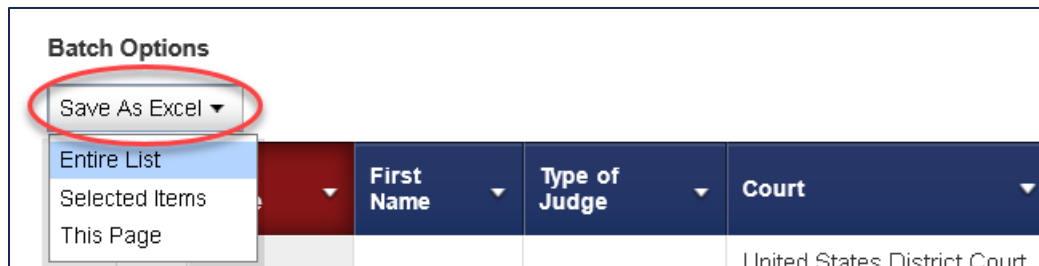 Batch Options
Save As Excel
Entire List
Selected Items
This Page
First
Name
Type of
Judge
Court
United States District Court